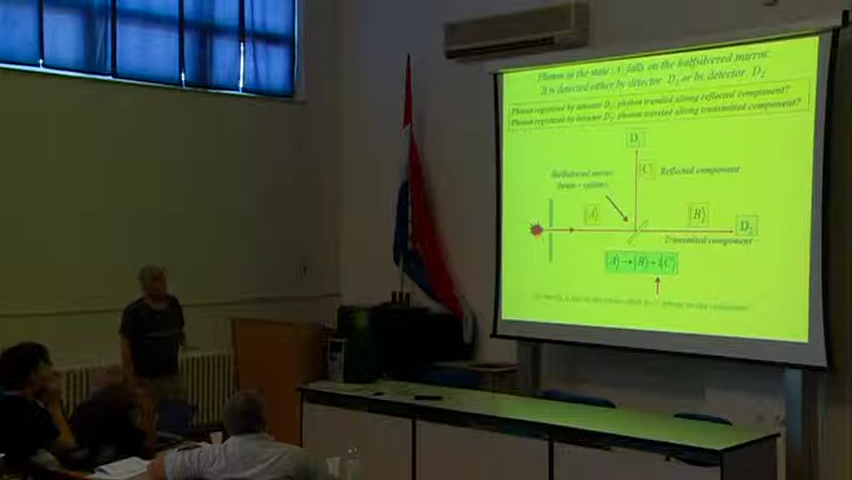 Photon in the state |A⟩ falls on the halfsilvered mirror.
It is detected either by detector D₁ or by detector D₂
Photon registered by detector D₁: photon traveled along reflected component?
Photon registered by detector D₂: photon traveled along transmitted component?
D₁
Halfsilvered mirror
(beam - splitter)
|C⟩ Reflected component
|A⟩
|B⟩
D₂
Transmitted component
|A⟩ → |B⟩ + i|C⟩